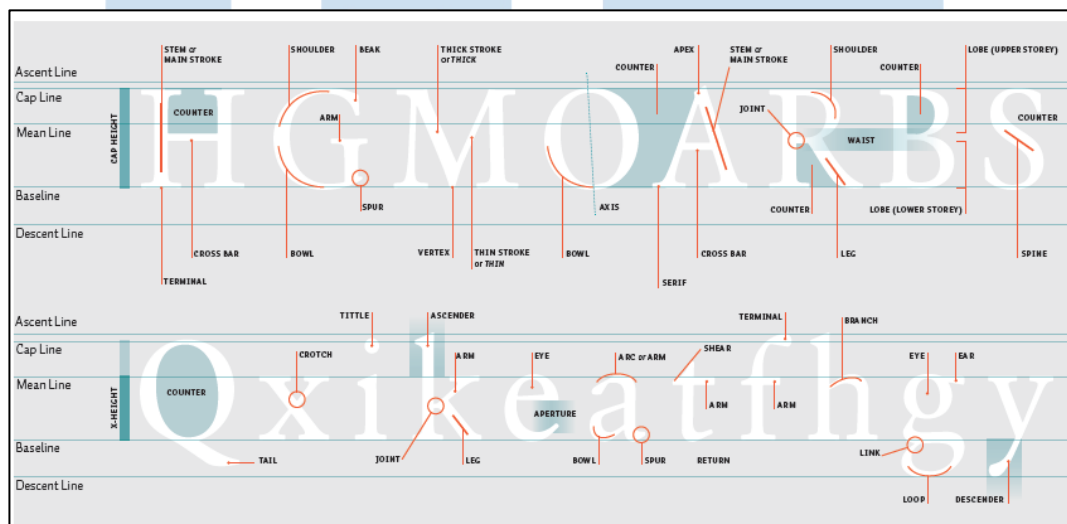 STEM or MAIN STROKE
SHOULDER
BEAK
THICK STROKE or THICK
APEX
STEM or MAIN STROKE
SHOULDER
LOBE (UPPER STOREY)
Ascent Line
COUNTER
COUNTER
Cap Line
COUNTER
ARM
JOINT
COUNTER
CAP HEIGHT
Mean Line
WAIST
HGMOARBS
Baseline
SPUR
AXIS
COUNTER
LOBE (LOWER STOREY)
Descent Line
CROSS BAR
BOWL
VERTEX
THIN STROKE or THIN
BOWL
CROSS BAR
LEG
SPINE
TERMINAL
SERIF
TITTLE
ASCENDER
TERMINAL
BRANCH
Ascent Line
Cap Line
CROTCH
ARM
EYE
ARC or ARM
SHEAR
EYE
EAR
Mean Line
X-HEIGHT
COUNTER
APERTURE
ARM
ARM
Qxikeatfhgy
Baseline
TAIL
JOINT
LEG
BOWL
SPUR
RETURN
LINK
Descent Line
LOOP
DESCENDER